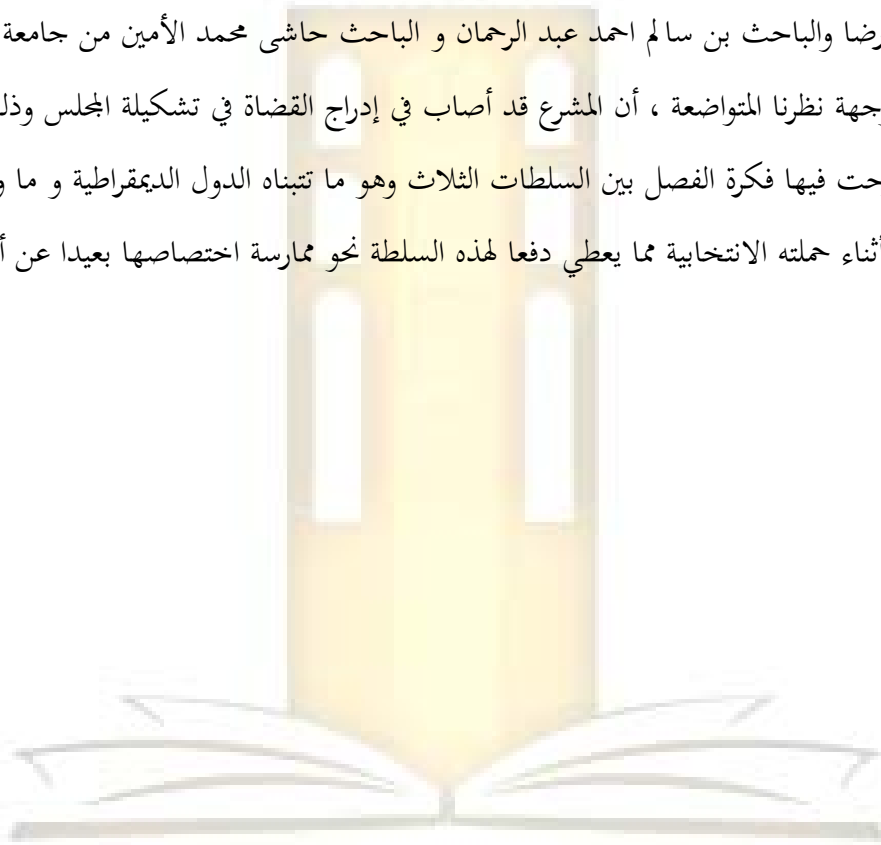 رضا والباحث بن سالم احمد عبد الرحمان و الباحث حاشى محمد الأمين من جامعة
جهة نظرنا المتواضعة ، أن المشرع قد أصاب في إدراج القضاة في تشكيلة المجلس وذل
حت فيها فكرة الفصل بين السلطات الثلاث وهو ما تتبناه الدول الديمقراطية و ما و
أثناء حملته الانتخابية مما يعطي دفعا لهذه السلطة نحو ممارسة اختصاصها بعيدا عن أ